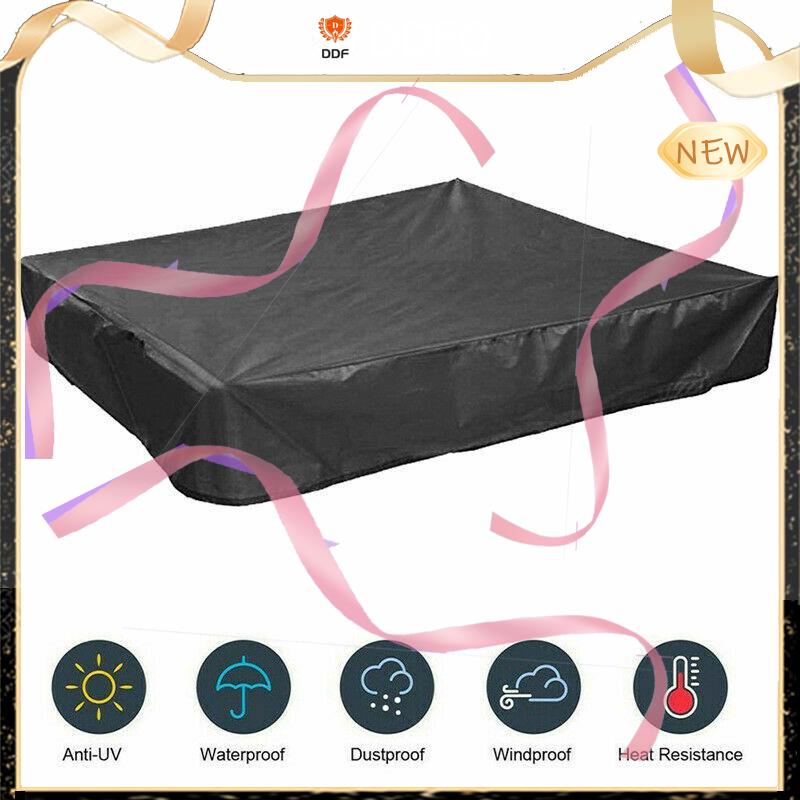 D
DDF
NEW
Anti-UV
Waterproof
Dustproof
Windproof
Heat Resistance